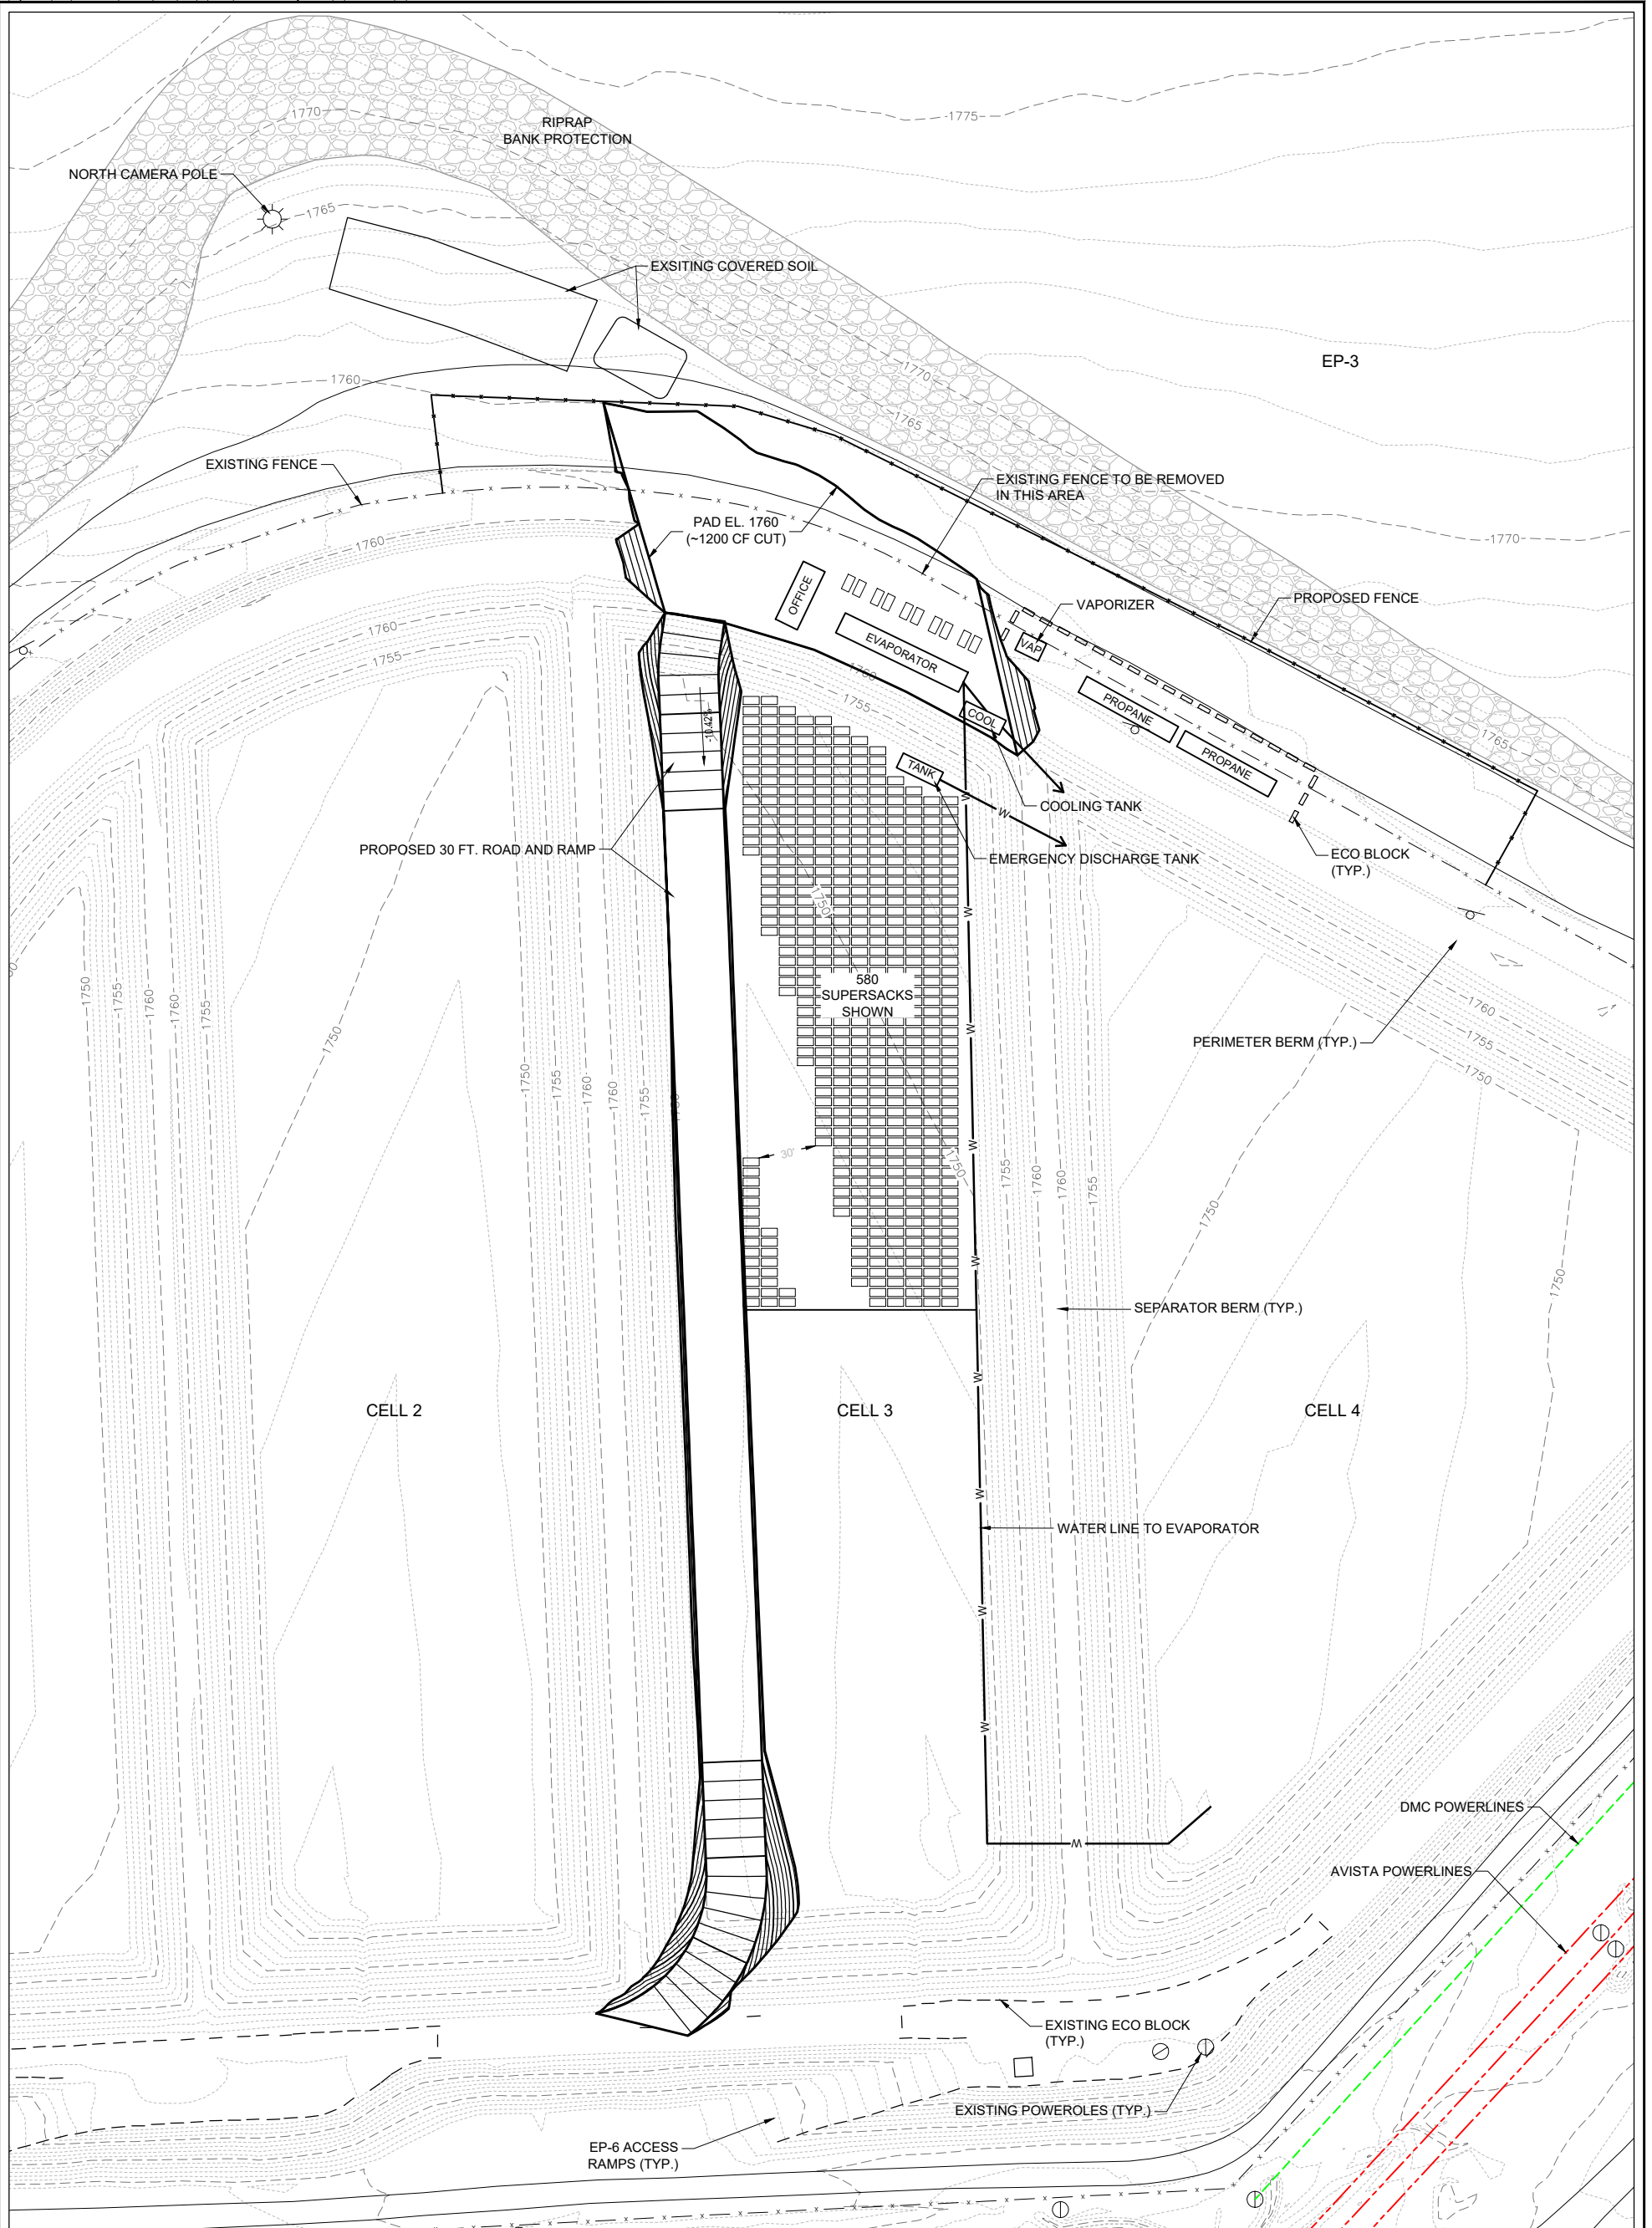 1775
RIPRAP
BANK PROTECTION
1770
NORTH CAMERA POLE
1765
EXSITING COVERED SOIL
EP-3
1770
1760
1765
EXISTING FENCE
EXISTING FENCE TO BE REMOVED
IN THIS AREA
PAD EL. 1760
(~1200 CF CUT)
1770
1760
OFFICE
VAPORIZER
PROPOSED FENCE
1760
VAP
EVAPORATOR
1755
1760
1755
PROPANE
COOL
-10.42%
1765
PROPANE
TANK
COOLING TANK
W
W
PROPOSED 30 FT. ROAD AND RAMP
EMERGENCY DISCHARGE TANK
ECO BLOCK
(TYP.)
1750
W
580
SUPERSACKS
SHOWN
1750
1755
1760
1760
1755
1750
1760
W
1755
PERIMETER BERM (TYP.)
1750
1750
1755
1760
1760
1755
1750
30'
W
1750
1755
1760
1760
1755
1750
W
1750
SEPARATOR BERM (TYP.)
W
CELL 2
CELL 3
CELL 4
W
WATER LINE TO EVAPORATOR
W
W
DMC POWERLINES
W
AVISTA POWERLINES
EXISTING ECO BLOCK
(TYP.)
EXISTING POWEROLES (TYP.)
EP-6 ACCESS
RAMPS (TYP.)